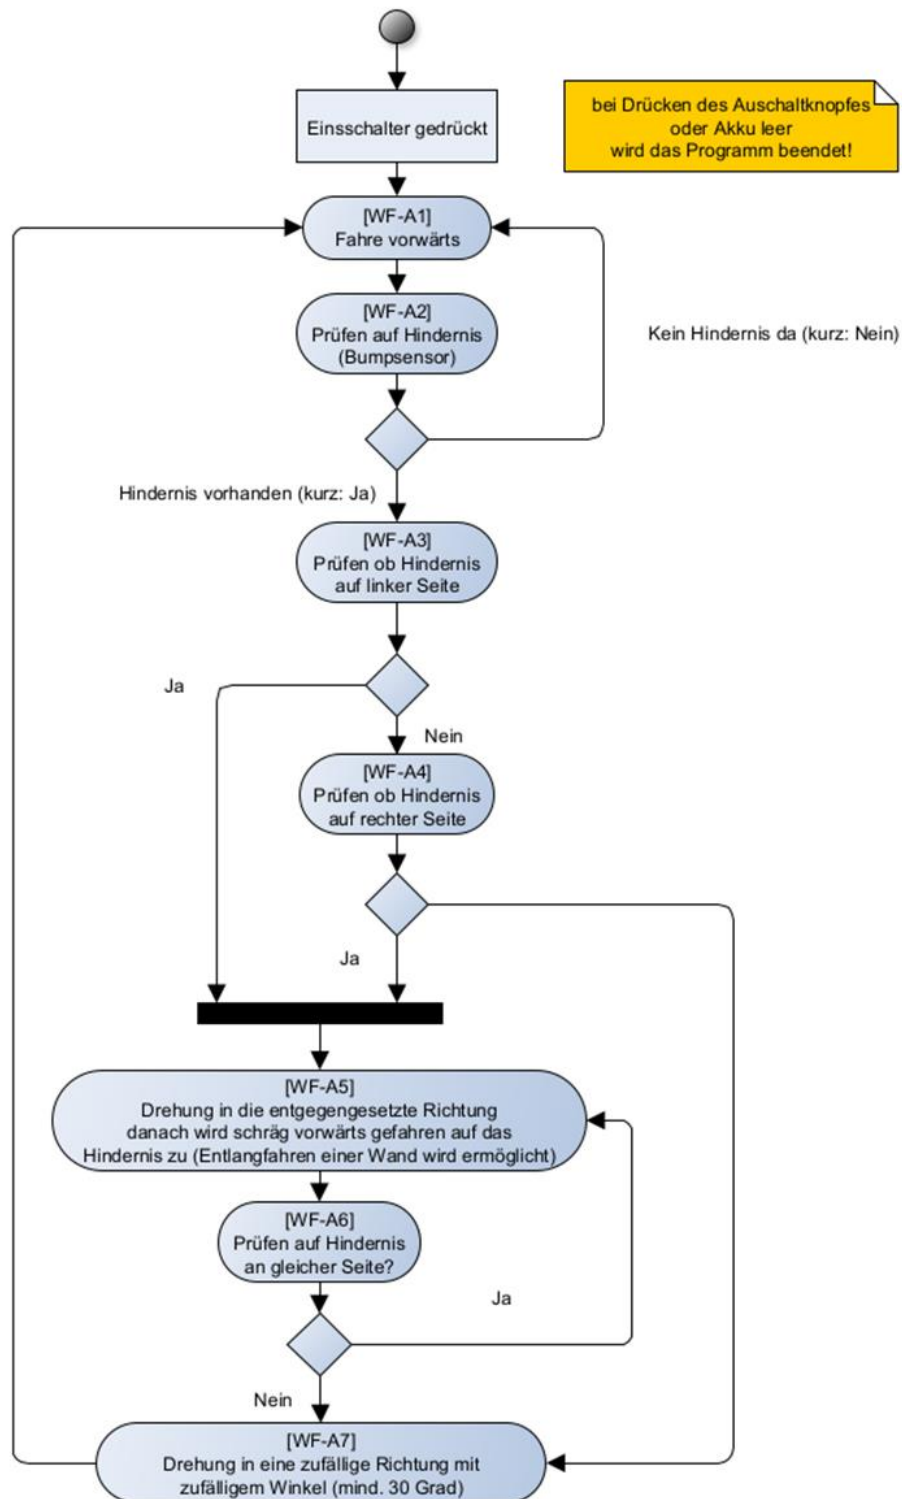 Einsschalter gedrückt
bei Drücken des Auschaltknopfes
oder Akku leer
wird das Programm beendet!
[WF-A1]
Fahre vorwärts
[WF-A2]
Prüfen auf Hindernis
(Bumpsensor)
Kein Hindernis da (kurz: Nein)
Hindernis vorhanden (kurz: Ja)
[WF-A3]
Prüfen ob Hindernis
auf linker Seite
Ja
Nein
[WF-A4]
Prüfen ob Hindernis
auf rechter Seite
Ja
[WF-A5]
Drehung in die entgegengesetzte Richtung
danach wird schräg vorwärts gefahren auf das
Hindernis zu (Entlangfahren einer Wand wird ermöglicht)
[WF-A6]
Prüfen auf Hindernis
an gleicher Seite?
Ja
Nein
[WF-A7]
Drehung in eine zufällige Richtung mit
zufälligem Winkel (mind. 30 Grad)